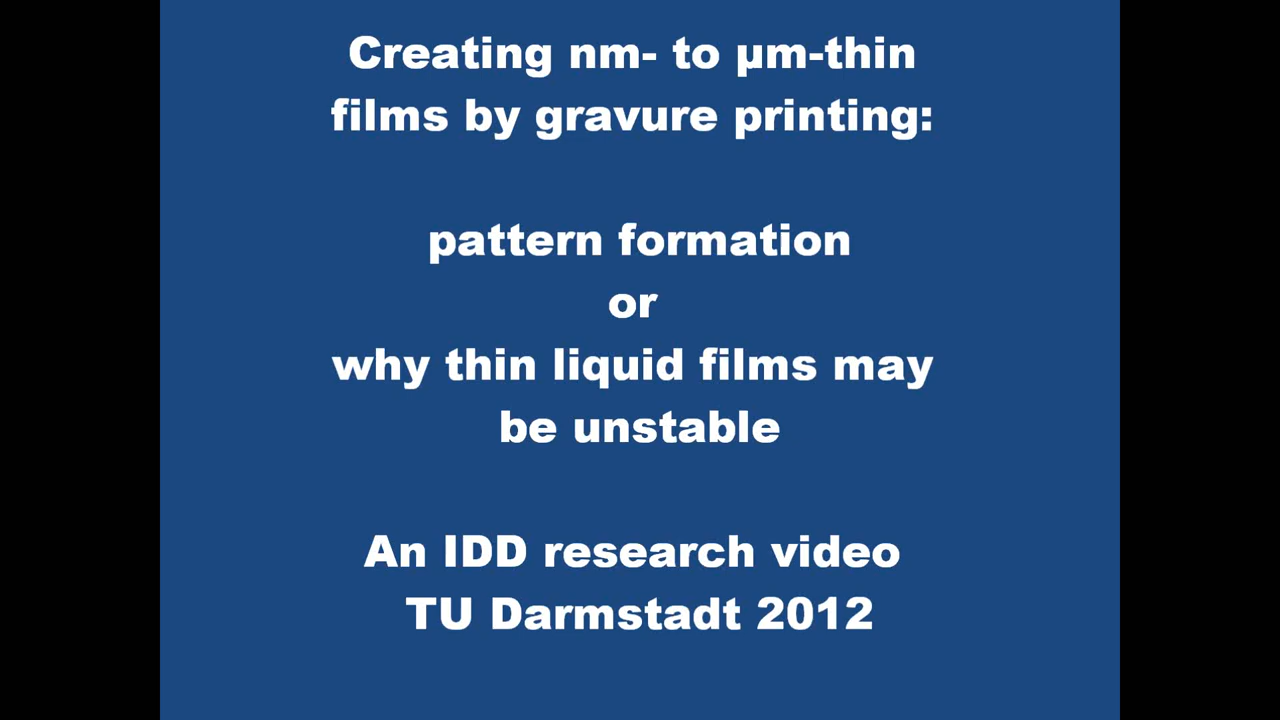 Creating nm- to µm-thin
films by gravure printing:
pattern formation
or
why thin liquid films may
be unstable
An IDD research video
TU Darmstadt 2012